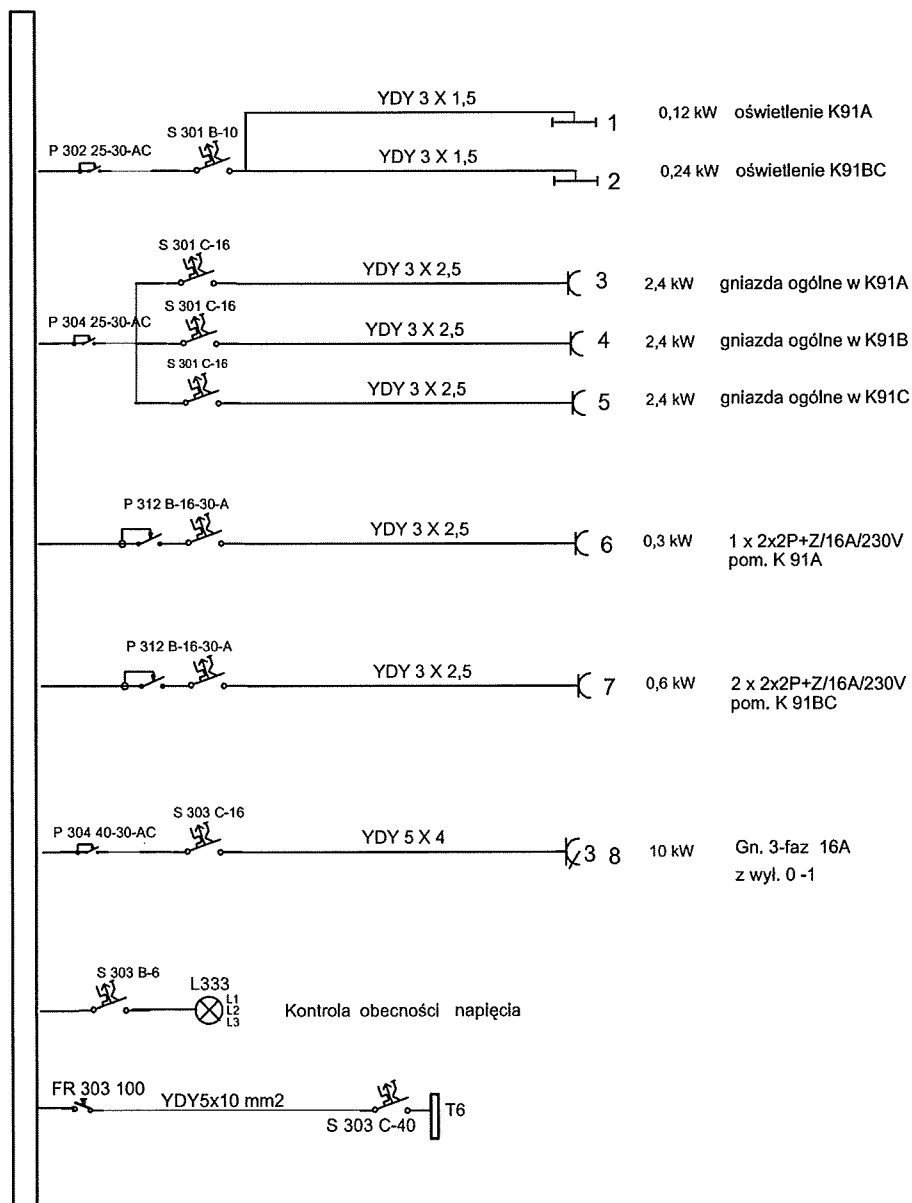 YDY 3 X 1,5
1 0,12 kW oświetlenie K91A
S 301 B-10
P 302 25-30-AC
YDY 3 X 1,5
2 0,24 kW oświetlenie K91BC
S 301 C-16
YDY 3 X 2,5
3 2,4 kW gniazda ogólne w K91A
P 304 25-30-AC
S 301 C-16
YDY 3 X 2,5
4 2,4 kW gniazda ogólne w K91B
S 301 C-16
YDY 3 X 2,5
5 2,4 kW gniazda ogólne w K91C
P 312 B-16-30-A
YDY 3 X 2,5
6 0,3 kW 1 x 2x2P+Z/16A/230V
pom. K 91A
P 312 B-16-30-A
YDY 3 X 2,5
7 0,6 kW 2 x 2x2P+Z/16A/230V
pom. K 91BC
S 303 C-16
P 304 40-30-AC
YDY 5 X 4
3 8 10 kW Gn. 3-faz 16A
z wył. 0 -1
S 303 B-6
L333
L1
L2
L3
Kontrola obecności napięcia
FR 303 100
YDY5x10 mm2
S 303 C-40
T6